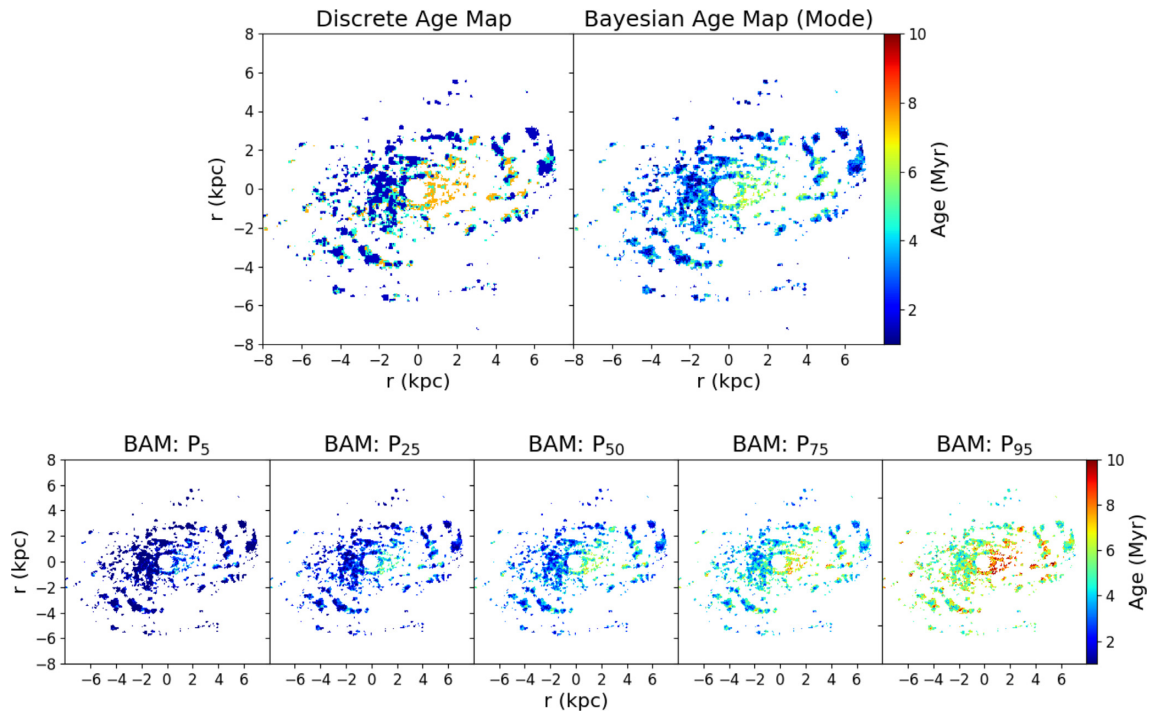 Discrete Age Map
Bayesian Age Map (Mode)
8
6
4
2
0
−2
−4
−6
−8
r (kpc)
−8 −6 −4 −2 0 2 4 6
r (kpc)
−6 −4 −2 0 2 4 6
r (kpc)
10
8
6
4
2
Age (Myr)
BAM: P5
BAM: P25
BAM: P50
BAM: P75
BAM: P95
8
6
4
2
0
−2
−4
−6
−8
r (kpc)
−6 −4 −2 0 2 4 6
−6 −4 −2 0 2 4 6
−6 −4 −2 0 2 4 6
−6 −4 −2 0 2 4 6
−6 −4 −2 0 2 4 6
r (kpc)
10
8
6
4
2
Age (Myr)